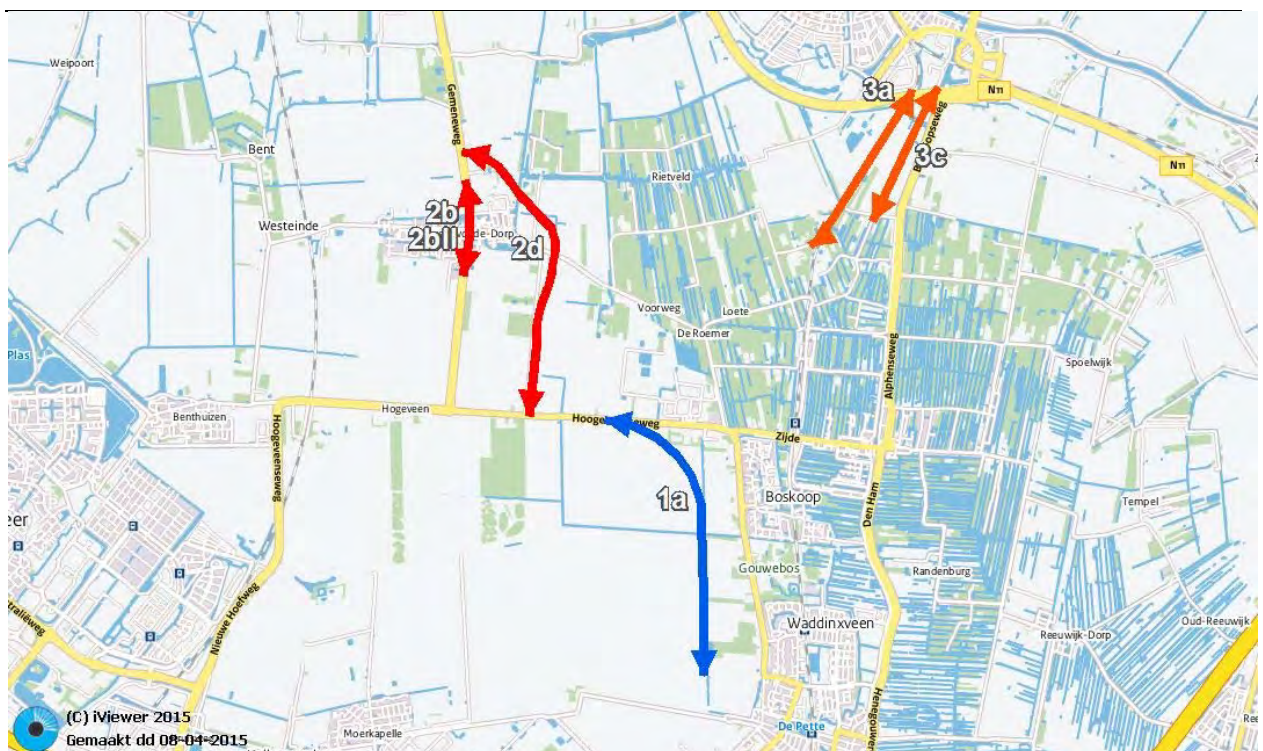 Weipoort
Bent
Westeinde
Gemeneweg
2b
2bII
2d
Rietveld
3a
3c
N11
N11
Voorweg
Loete
De Roemer
Alphenseweg
Spoelwijk
Plas
Benthuizen
Hogeveen
Hoogeveenseweg
Zijde
1a
Boskoop
Den Ham
Tempel
Gouwebos
Randenburg
Nieuwe Hoefweg
Waddinxveen
Reeuwijk-Dorp
Oud-Reeuwijk
Moerkapelle
De Pette
(C) iViewer 2015
Gemaakt dd 08-04-2015